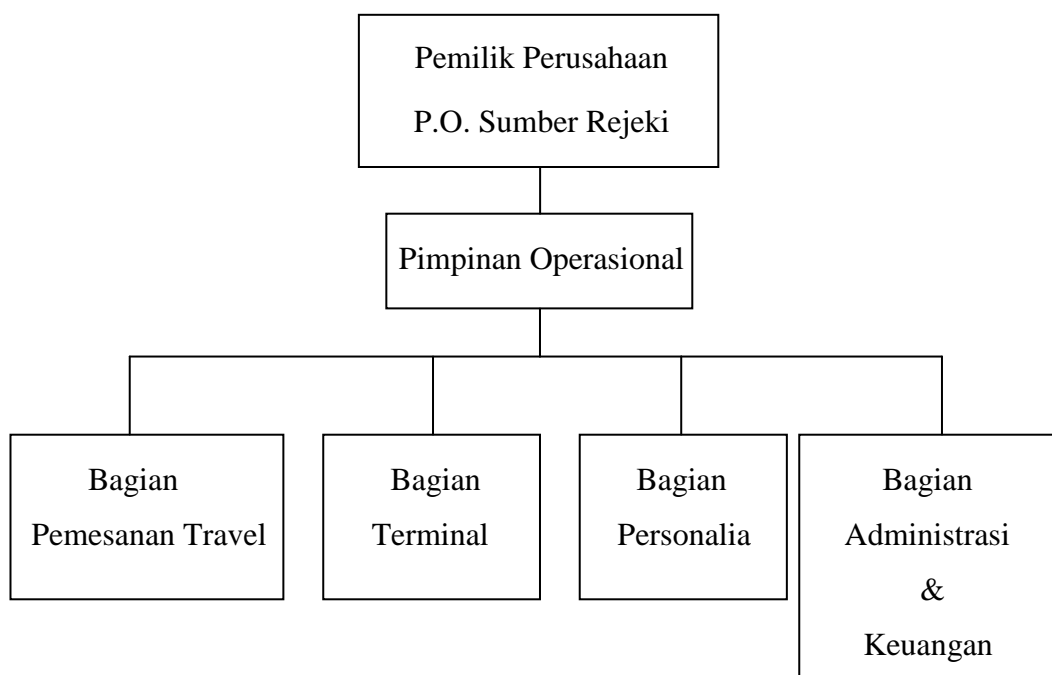 Pemilik Perusahaan
P.O. Sumber Rejeki
Pimpinan Operasional
Bagian
Pemesanan Travel
Bagian
Terminal
Bagian
Personalia
Bagian
Administrasi
&
Keuangan